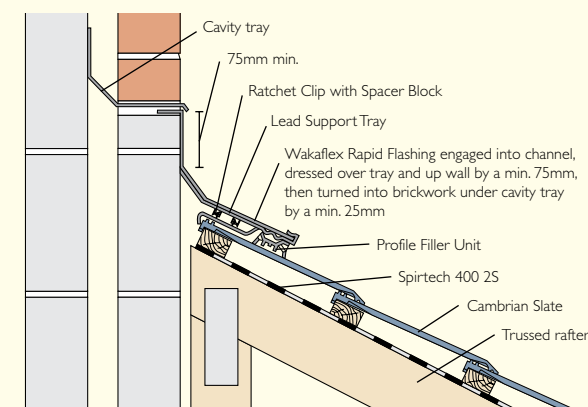 Cavity tray
75mm min.
Ratchet Clip with Spacer Block
Lead Support Tray
Wakaflex Rapid Flashing engaged into channel,
dressed over tray and up wall by a min. 75mm,
then turned into brickwork under cavity tray
by a min. 25mm
Profile Filler Unit
Spirtech 400 2S
Cambrian Slate
Trussed rafter